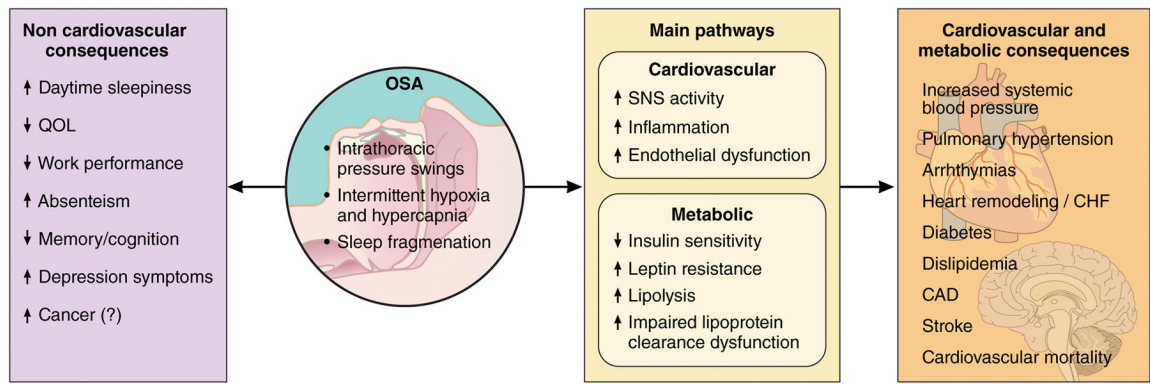 Non cardiovascular
consequences
↑ Daytime sleepiness
↓ QOL
↓ Work performance
↑ Absenteism
↓ Memory/cognition
↑ Depression symptoms
↑ Cancer (?)
OSA
• Intrathoracic
pressure swings
• Intermittent hypoxia
and hypercapnia
• Sleep fragmenation
Main pathways
Cardiovascular
↑ SNS activity
↑ Inflammation
↑ Endothelial dysfunction
Metabolic
↓ Insulin sensitivity
↑ Leptin resistance
↑ Lipolysis
↑ Impaired lipoprotein
clearance dysfunction
Cardiovascular and
metabolic consequences
Increased systemic
blood pressure
Pulmonary hypertension
Arrhythmias
Heart remodeling / CHF
Diabetes
Dislipidemia
CAD
Stroke
Cardiovascular mortality